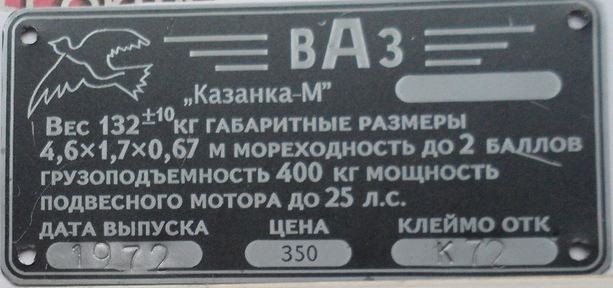 ВАЗ
„Казанка-М"
ВЕС 132±10 КГ ГАБАРИТНЫЕ РАЗМЕРЫ
4,6×1,7×0,67 М МОРЕХОДНОСТЬ ДО 2 БАЛЛОВ
ГРУЗОПОДЪЕМНОСТЬ 400 КГ МОЩНОСТЬ
ПОДВЕСНОГО МОТОРА ДО 25 Л.С.
ДАТА ВЫПУСКА ЦЕНА КЛЕЙМО ОТК
1972 350 К 72